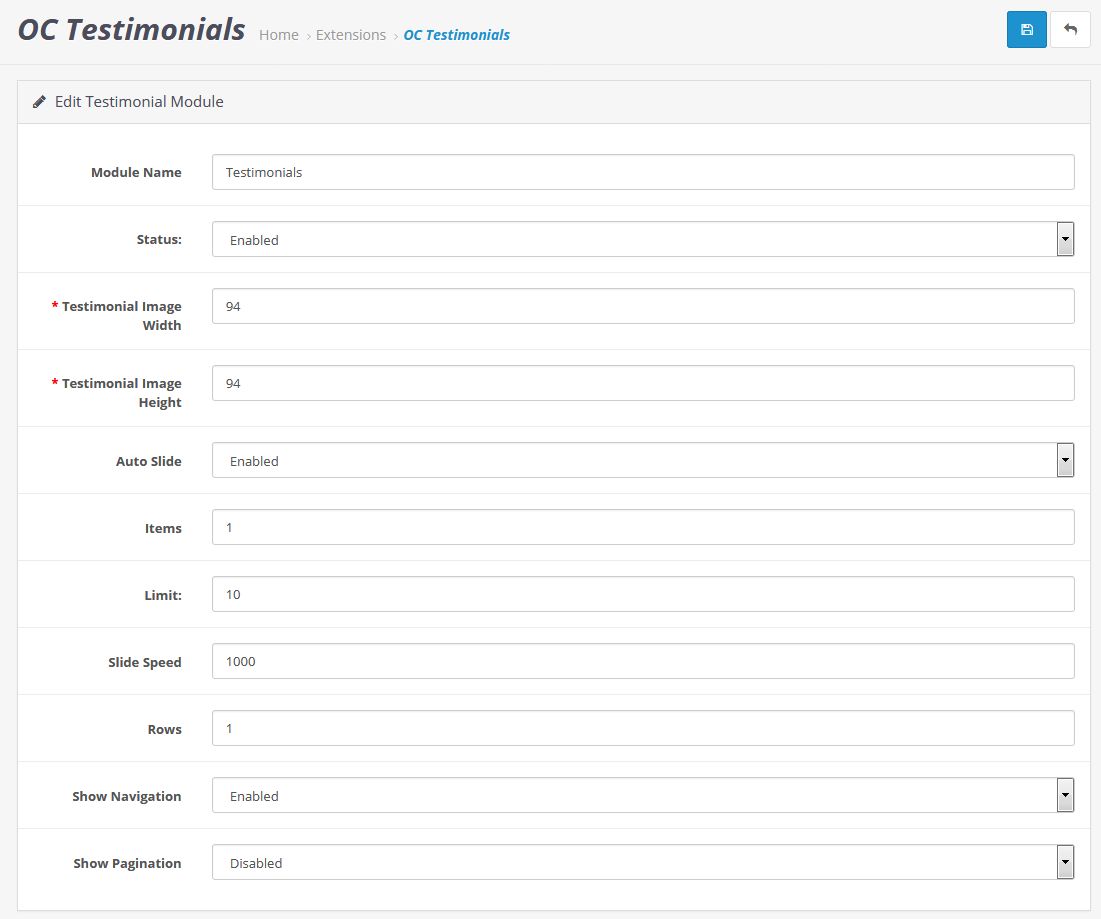 OC Testimonials Home › Extensions › OC Testimonials
Edit Testimonial Module
Module Name Testimonials
Status: Enabled
* Testimonial Image 94
Width
* Testimonial Image 94
Height
Auto Slide Enabled
Items 1
Limit: 10
Slide Speed 1000
Rows 1
Show Navigation Enabled
Show Pagination Disabled